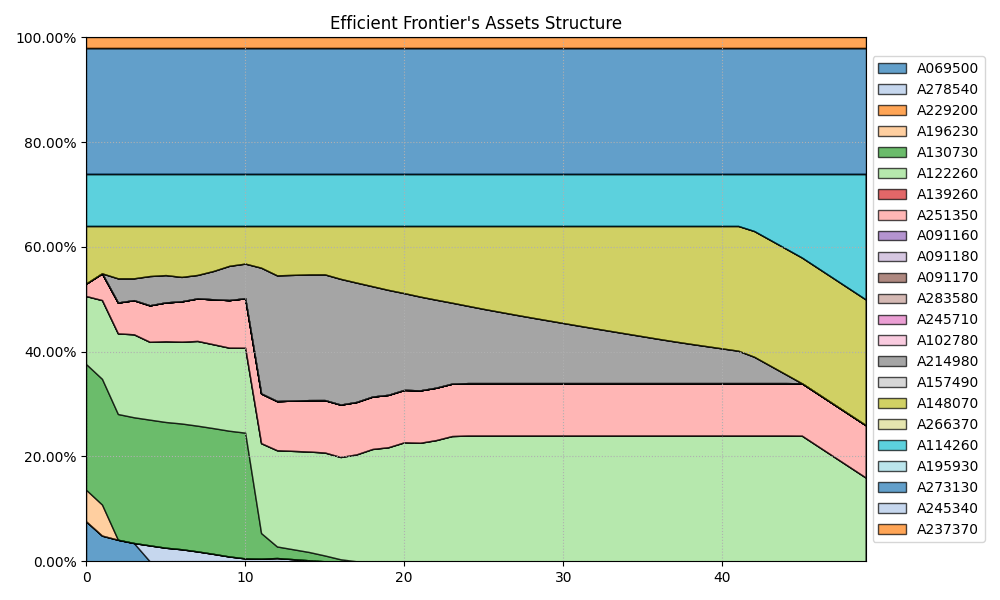 Efficient Frontier's Assets Structure
100.00%
80.00%
60.00%
40.00%
20.00%
0.00%
0
10
20
30
40
A069500
A278540
A229200
A196230
A130730
A122260
A139260
A251350
A091160
A091180
A091170
A283580
A245710
A102780
A214980
A157490
A148070
A266370
A114260
A195930
A273130
A245340
A237370